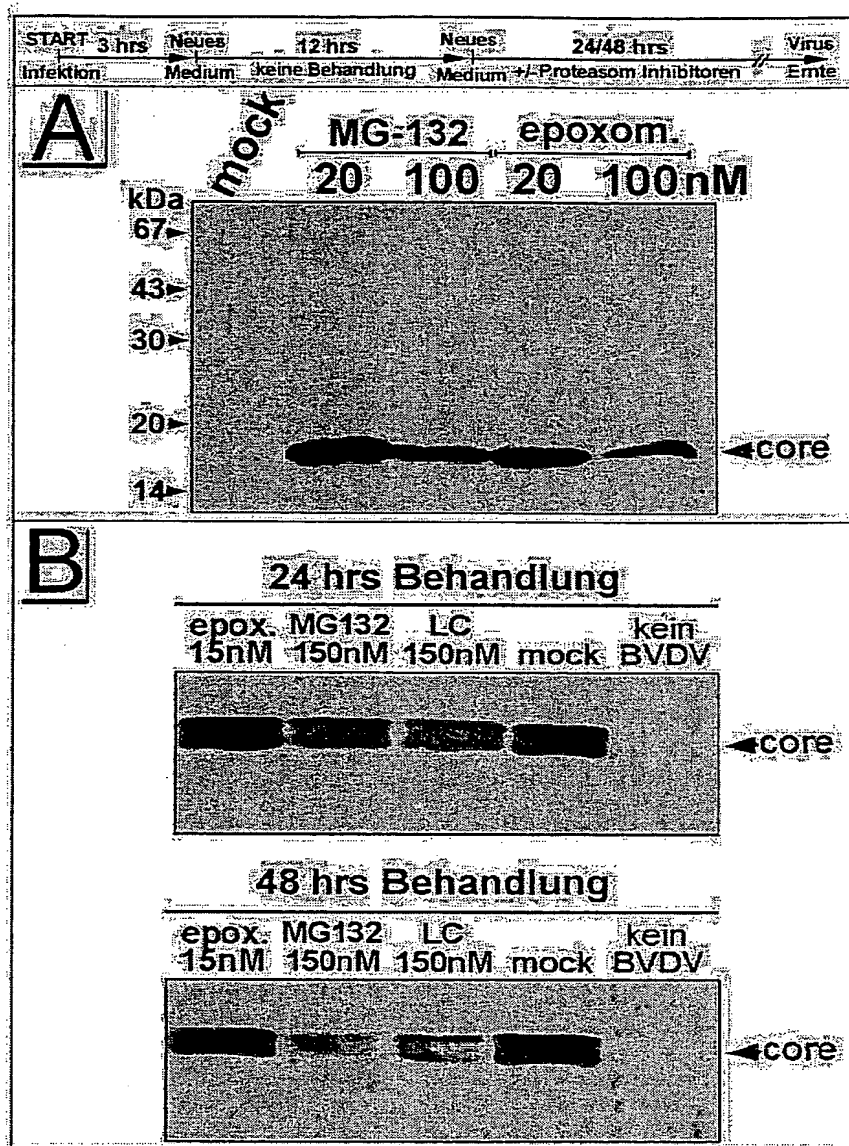 START 3 hrs Neues 12 hrs Neues 24/48 hrs Virus
Infektion Medium keine Behandlung Medium +/-Proteasom Inhibitoren Ernte
A
mock MG-132 epoxom.
20 100 20 100nM
kDa
67
43
30
20
14
core
B
24 hrs Behandlung
epox. MG132 LC kein
15nM 150nM 150nM mock BVDV
core
48 hrs Behandlung
epox. MG132 LC kein
15nM 150nM 150nM mock BVDV
core